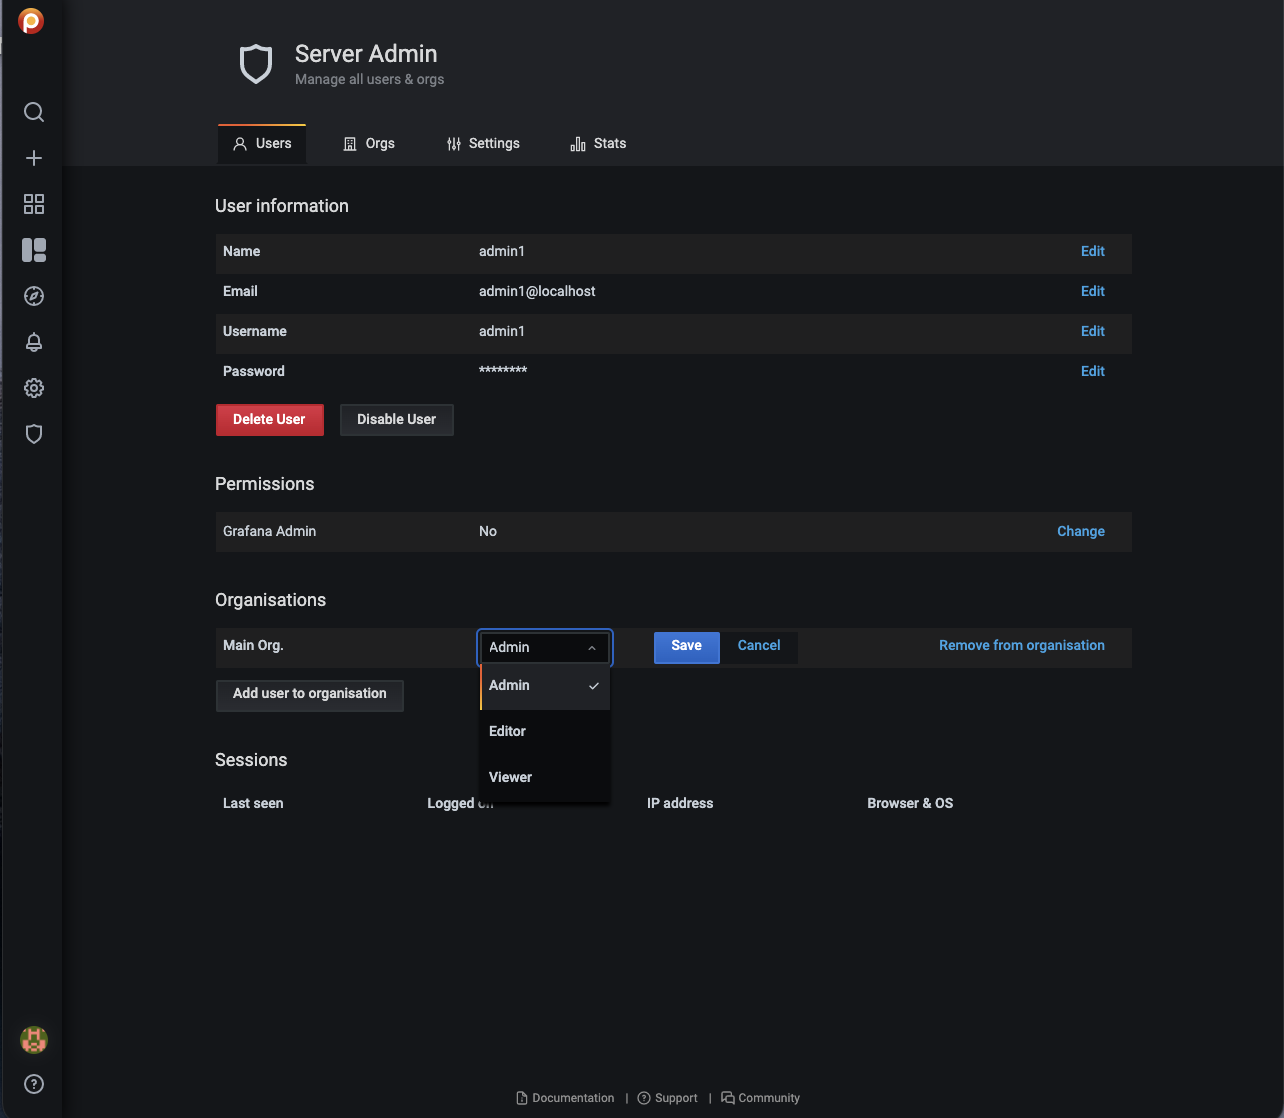 Server Admin
Manage all users & orgs
Users
Orgs
Settings
Stats
User information
Name admin1 Edit
Email admin1@localhost Edit
Username admin1 Edit
Password ******** Edit
Delete User
Disable User
Permissions
Grafana Admin No Change
Organisations
Main Org. Admin Save Cancel Remove from organisation
Admin
Add user to organisation
Editor
Sessions
Viewer
Last seen Logged on IP address Browser & OS
Documentation | Support | Community